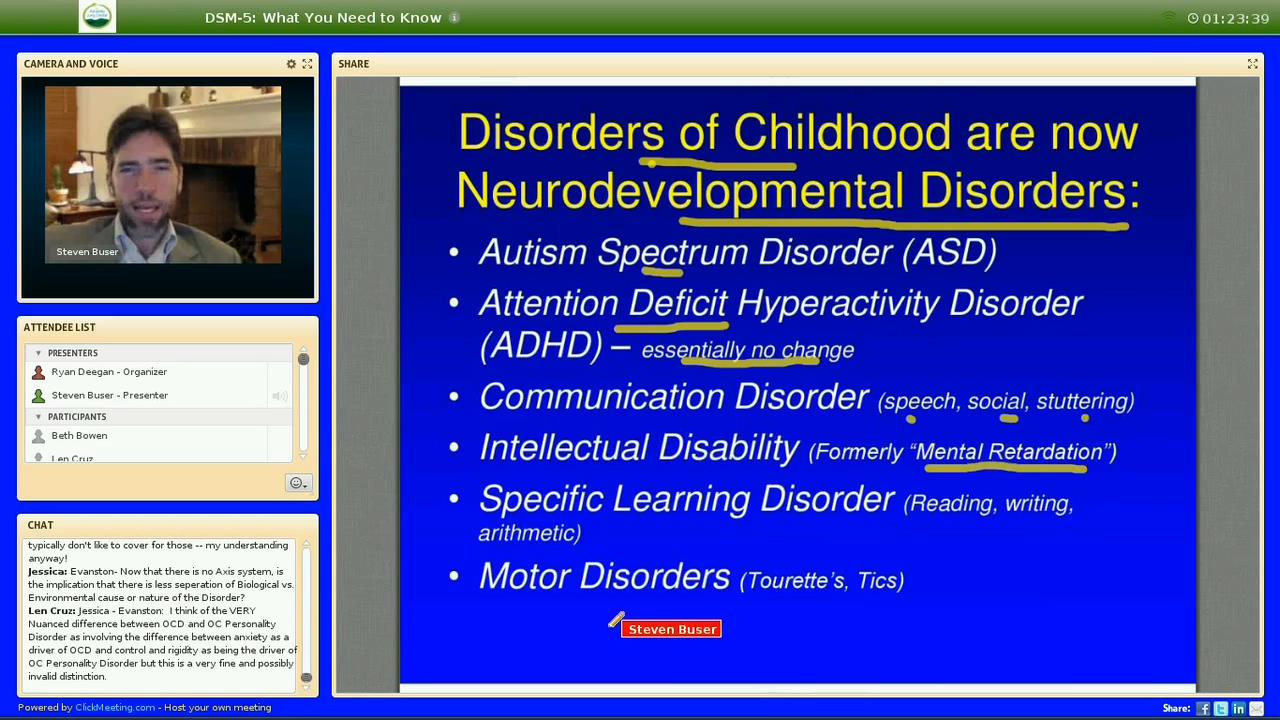 DSM-5: What You Need to Know
01:23:39
CAMERA AND VOICE
Steven Buser
ATTENDEE LIST
PRESENTERS
Ryan Deegan - Organizer
Steven Buser - Presenter
PARTICIPANTS
Beth Bowen
Len Cruz
CHAT
typically don't like to cover for those -- my understanding
anyway!
Jessica: Evanston- Now that there is no Axis system, is
the implication that there is less seperation of Biological vs.
Environmental cause or nature of the Disorder?
Len Cruz: Jessica - Evanston: I think of the VERY
Nuanced difference between OCD and OC Personality
Disorder as involving the difference between anxiety as a
driver of OCD and control and rigidity as being the driver of
OC Personality Disorder but this is a very fine and possibly
invalid distinction.
SHARE
Disorders of Childhood are now
Neurodevelopmental Disorders:
• Autism Spectrum Disorder (ASD)
• Attention Deficit Hyperactivity Disorder
(ADHD) – essentially no change
• Communication Disorder (speech, social, stuttering)
• Intellectual Disability (Formerly “Mental Retardation”)
• Specific Learning Disorder (Reading, writing,
arithmetic)
• Motor Disorders (Tourette’s, Tics)
Steven Buser
Powered by ClickMeeting.com - Host your own meeting
Share: